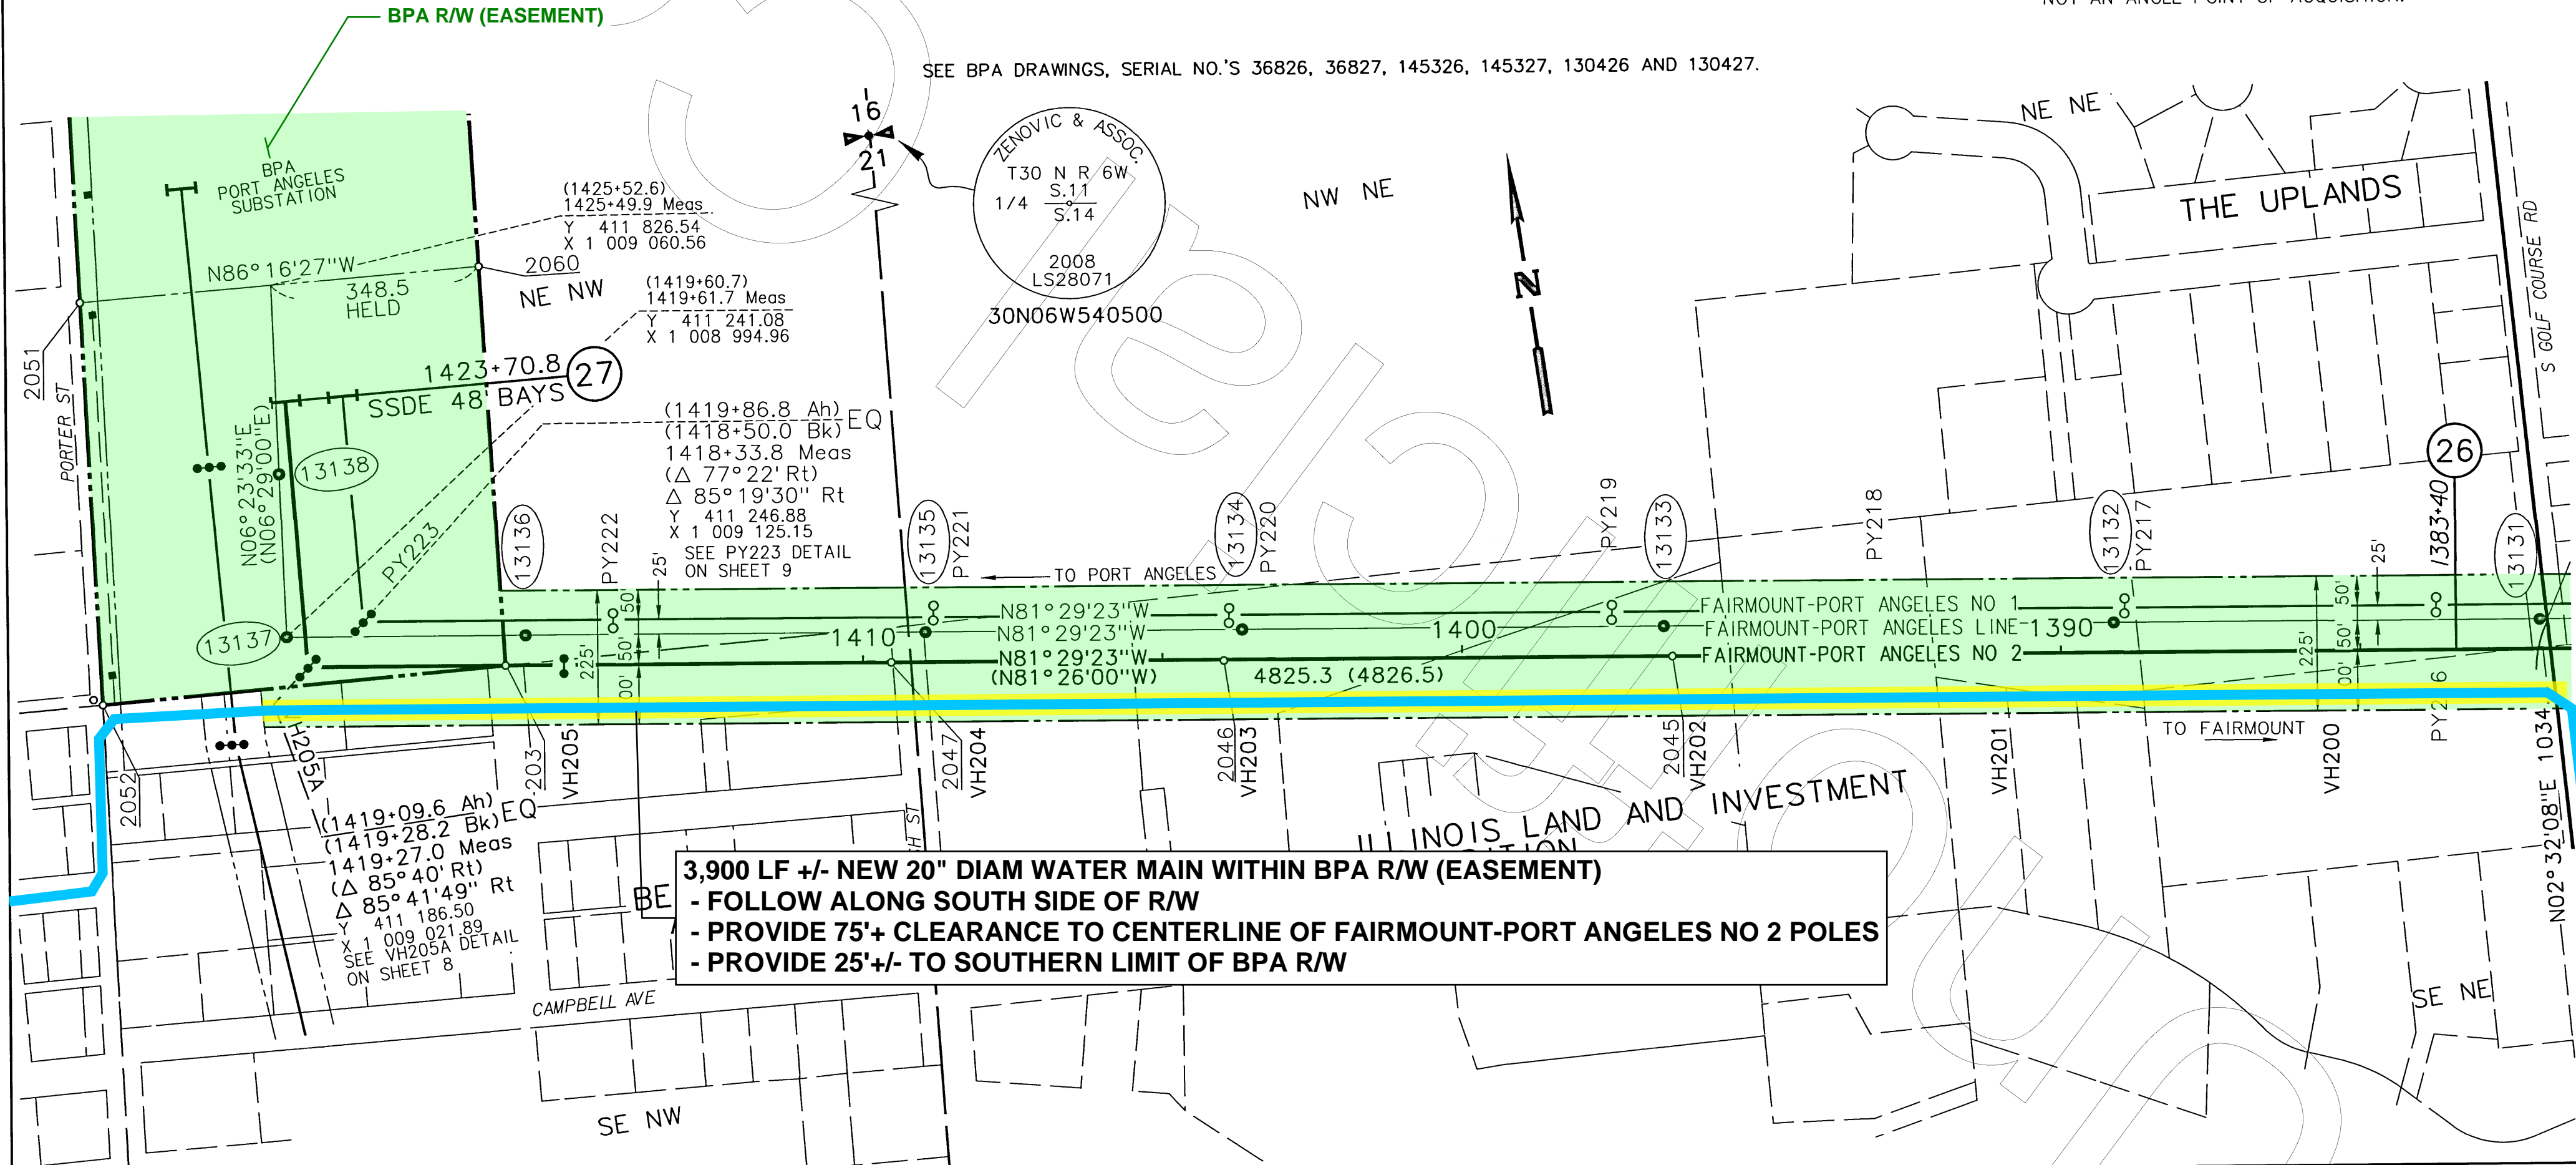 BPA R/W (EASEMENT)
SEE BPA DRAWINGS, SERIAL NO.'S 36826, 36827, 145326, 145327, 130426 AND 130427.
BPA
PORT ANGELES
SUBSTATION
16
21
ZENOVIC & ASSOC.
T30 N R 6W
1/4 S.11
S.14
2008
LS28071
30N06W540500
NW NE
NE NE
THE UPLANDS
S GOLF COURSE RD
N
(1425+52.6)
1425+49.9 Meas
Y 411 826.54
X 1 009 060.56
N86°16'27"W
348.5
HELD
2060
NE NW
2051
PORTER ST
(1419+60.7)
1419+61.7 Meas
Y 411 241.08
X 1 008 994.96
1423+70.8
SSDE 48 BAYS
27
N06°23'33"E
(N06°29'00"E)
13138
PY223
13137
(1419+86.8 Ah)
(1418+50.0 Bk) EQ
1418+33.8 Meas
(Δ 77°22' Rt)
Δ 85°19'30" Rt
Y 411 246.88
X 1 009 125.15
SEE PY223 DETAIL
ON SHEET 9
13136
PY222
25'
13135
PY221
TO PORT ANGELES
13134
PY220
PY219
13133
PY218
13132
PY217
25'
26
1383+40
13131
50'
50'
225'
1410
N81°29'23"W
N81°29'23"W
N81°29'23"W
(N81°26'00"W)
4825.3 (4826.5)
1400
FAIRMOUNT-PORT ANGELES NO 1
FAIRMOUNT-PORT ANGELES LINE
1390
FAIRMOUNT-PORT ANGELES NO 2
50'
50'
225'
2052
VH205A
203
VH205
2047
VH204
2046
VH203
2045
VH202
VH201
TO FAIRMOUNT
VH200
N02°32'08"E 1034
(1419+09.6 Ah)
(1419+28.2 Bk) EQ
1419+27.0 Meas
(Δ 85°40' Rt)
Δ 85°41'49" Rt
Y 411 186.50
X 1 009 021.89
SEE VH205A DETAIL
ON SHEET 8
ILLINOIS LAND AND INVESTMENT
BE
3,900 LF +/- NEW 20" DIAM WATER MAIN WITHIN BPA R/W (EASEMENT)
- FOLLOW ALONG SOUTH SIDE OF R/W
- PROVIDE 75'+ CLEARANCE TO CENTERLINE OF FAIRMOUNT-PORT ANGELES NO 2 POLES
- PROVIDE 25'+/- TO SOUTHERN LIMIT OF BPA R/W
CAMPBELL AVE
SE NW
SE NE